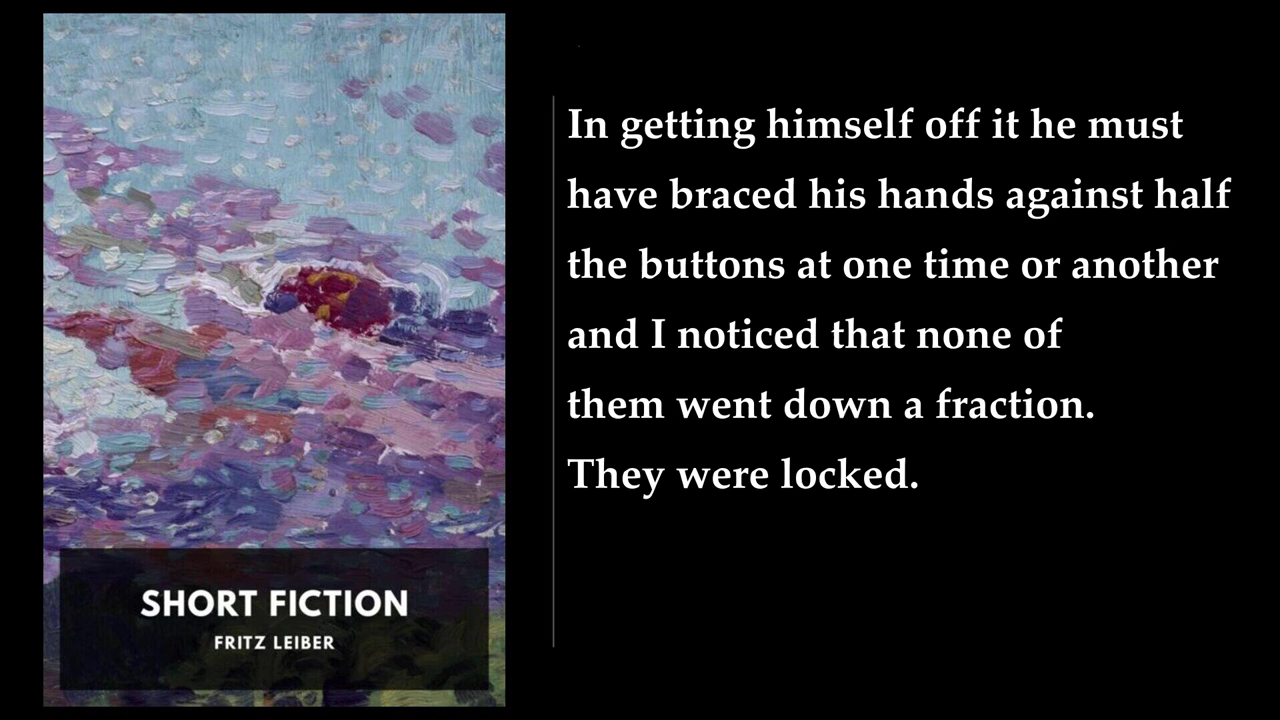 In getting himself off it he must
have braced his hands against half
the buttons at one time or another
and I noticed that none of
them went down a fraction.
They were locked.
SHORT FICTION
FRITZ LEIBER